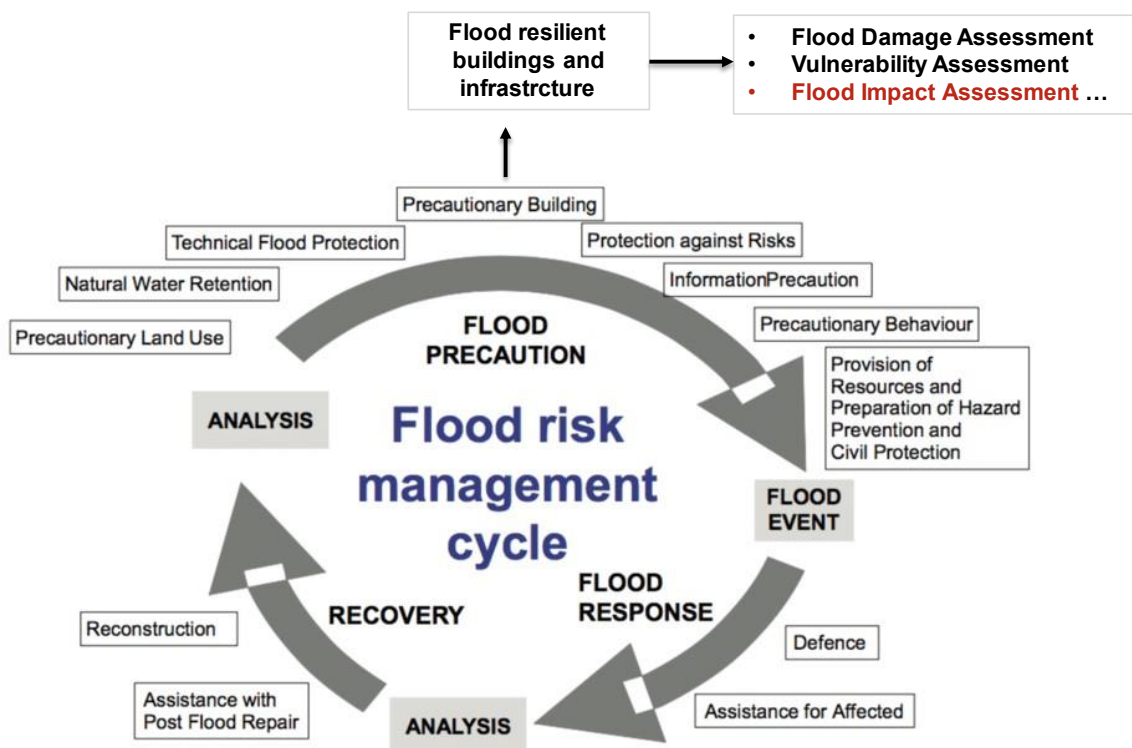 Flood resilient
buildings and
infrastrcture
• Flood Damage Assessment
• Vulnerability Assessment
• Flood Impact Assessment ...
Precautionary Building
Technical Flood Protection
Protection against Risks
Natural Water Retention
InformationPrecaution
Precautionary Land Use
Precautionary Behaviour
FLOOD
PRECAUTION
Provision of
Resources and
Preparation of Hazard
Prevention and
Civil Protection
ANALYSIS
Flood risk
management
cycle
FLOOD
EVENT
FLOOD
RESPONSE
RECOVERY
Reconstruction
Defence
Assistance with
Post Flood Repair
ANALYSIS
Assistance for Affected